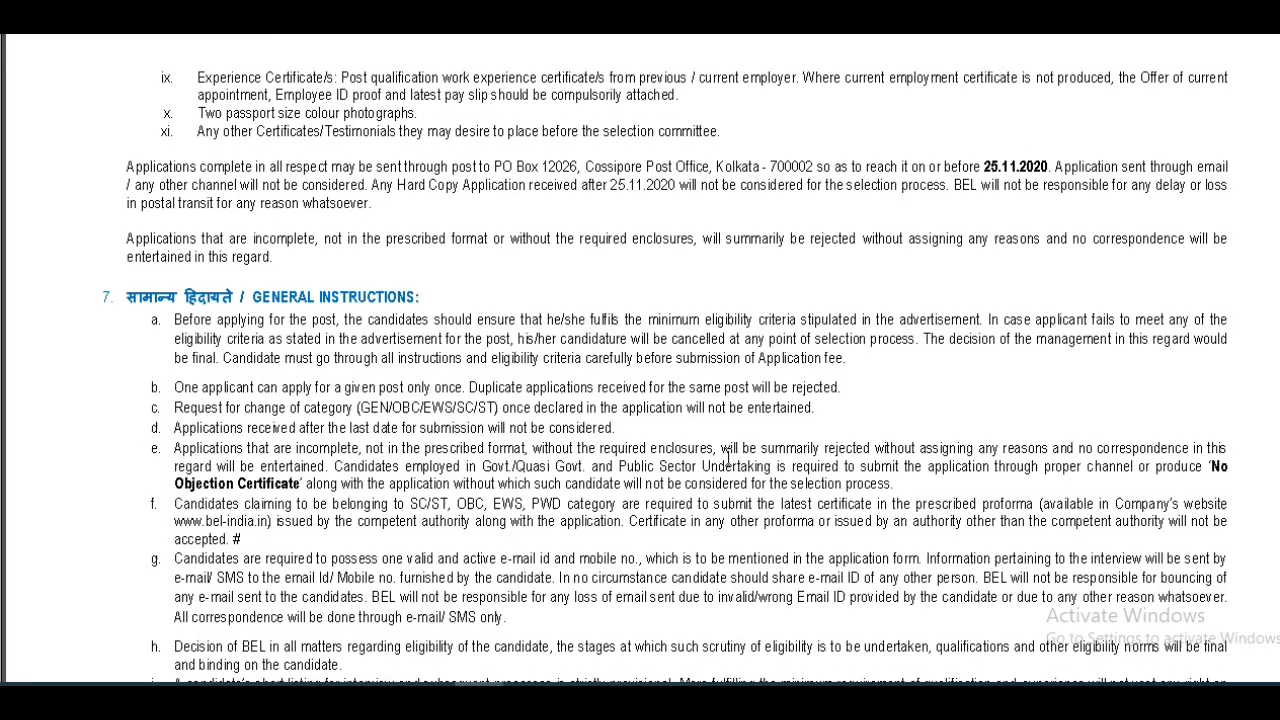 ix. Experience Certificate/s: Post qualification work experience certificate/s from previous / current employer. Where current employment certificate is not produced, the Offer of current
appointment, Employee ID proof and latest pay slip should be compulsorily attached.
x. Two passport size colour photographs.
xi. Any other Certificates/Testimonials they may desire to place before the selection committee.
Applications complete in all respect may be sent through post to PO Box 12026, Cossipore Post Office, Kolkata - 700002 so as to reach it on or before 25.11.2020. Application sent through email
/ any other channel will not be considered. Any Hard Copy Application received after 25.11.2020 will not be considered for the selection process. BEL will not be responsible for any delay or loss
in postal transit for any reason whatsoever.
Applications that are incomplete, not in the prescribed format or without the required enclosures, will summarily be rejected without assigning any reasons and no correspondence will be
entertained in this regard.
7. सामान्य हिदायते / GENERAL INSTRUCTIONS:
a. Before applying for the post, the candidates should ensure that he/she fulfils the minimum eligibility criteria stipulated in the advertisement. In case applicant fails to meet any of the
eligibility criteria as stated in the advertisement for the post, his/her candidature will be cancelled at any point of selection process. The decision of the management in this regard would
be final. Candidate must go through all instructions and eligibility criteria carefully before submission of Application fee.
b. One applicant can apply for a given post only once. Duplicate applications received for the same post will be rejected.
c. Request for change of category (GEN/OBC/EWS/SC/ST) once declared in the application will not be entertained.
d. Applications received after the last date for submission will not be considered.
e. Applications that are incomplete, not in the prescribed format, without the required enclosures, will be summarily rejected without assigning any reasons and no correspondence in this
regard will be entertained. Candidates employed in Govt./Quasi Govt. and Public Sector Undertaking is required to submit the application through proper channel or produce ‘No
Objection Certificate’ along with the application without which such candidate will not be considered for the selection process.
f. Candidates claiming to be belonging to SC/ST, OBC, EWS, PWD category are required to submit the latest certificate in the prescribed proforma (available in Company’s website
www.bel-india.in) issued by the competent authority along with the application. Certificate in any other proforma or issued by an authority other than the competent authority will not be
accepted. #
g. Candidates are required to possess one valid and active e-mail id and mobile no., which is to be mentioned in the application form. Information pertaining to the interview will be sent by
e-mail/ SMS to the email Id/ Mobile no. furnished by the candidate. In no circumstance candidate should share e-mail ID of any other person. BEL will not be responsible for bouncing of
any e-mail sent to the candidates. BEL will not be responsible for any loss of email sent due to invalid/wrong Email ID provided by the candidate or due to any other reason whatsoever.
All correspondence will be done through e-mail/ SMS only.
Activate Windows
Go to Settings to activate Windows
h. Decision of BEL in all matters regarding eligibility of the candidate, the stages at which such scrutiny of eligibility is to be undertaken, qualifications and other eligibility norms will be final
and binding on the candidate.